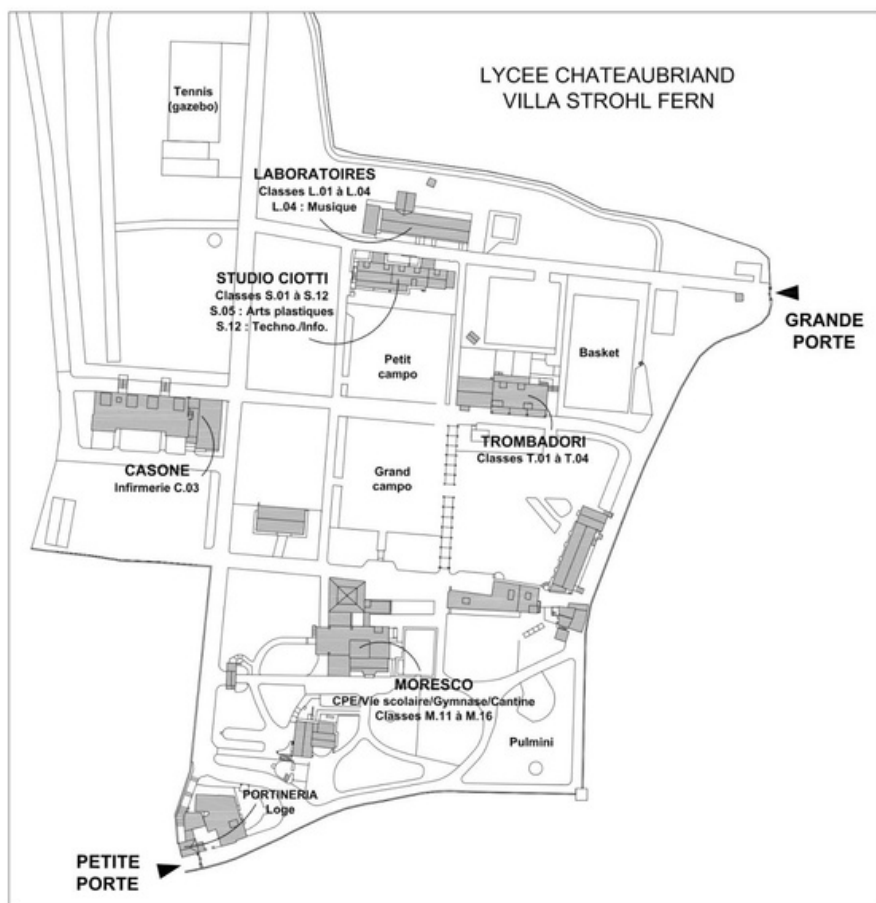 LYCEE CHATEAUBRIAND
VILLA STROHL FERN
Tennis
(gazebo)
LABORATOIRES
Classes L.01 à L.04
L.04 : Musique
STUDIO CIOTTI
Classes S.01 à S.12
S.05 : Arts plastiques
S.12 : Techno./Info.
GRANDE
PORTE
Petit
campo
Basket
TROMBADORI
Classes T.01 à T.04
CASONE
Infirmerie C.03
Grand
campo
MORESCO
CPE/Vie scolaire/Gymnase/Cantine
Classes M.11 à M.16
Pulmini
PORTINERIA
Loge
PETITE
PORTE